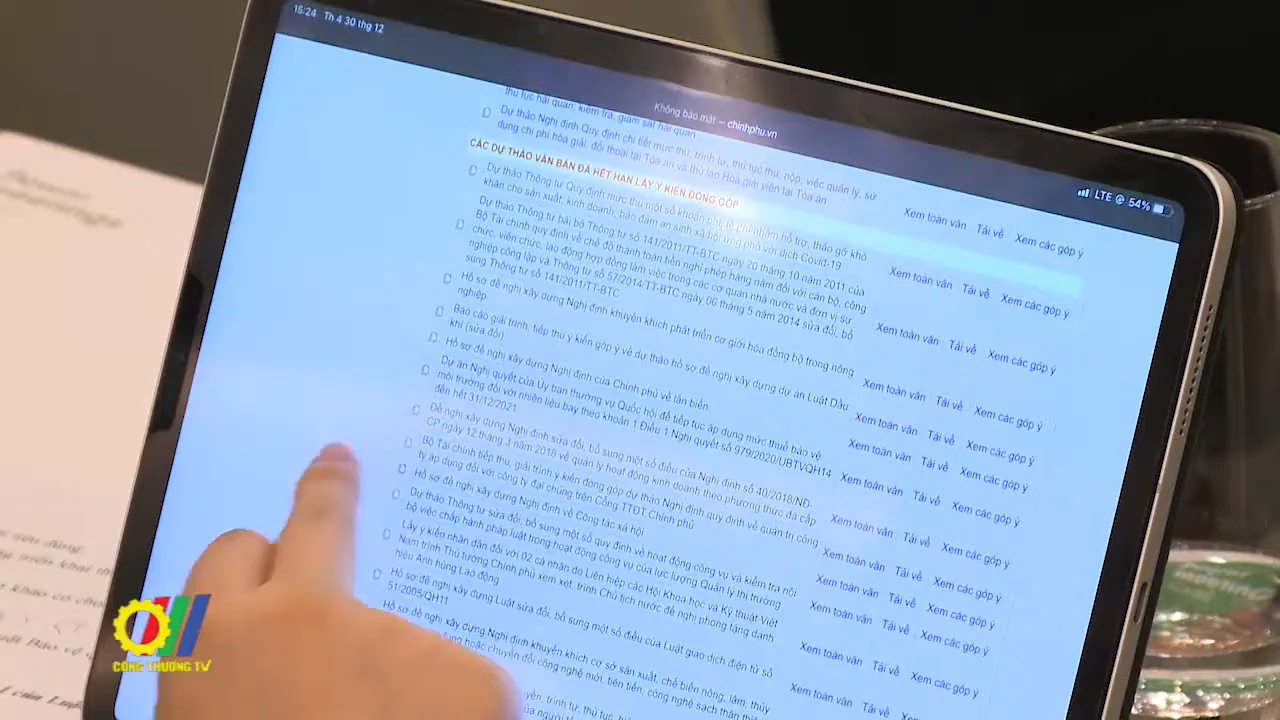 15:24 Th 4 30 thg 12
Không bảo mật — chinhphu.vn
LTE 54%
thủ tục hải quan, kiểm tra, giám sát hải quan
Dự thảo Nghị định Quy định chi tiết mức thu, trình tự, thủ tục thu, nộp, việc quản lý, sử
dụng chi phí hòa giải, đối thoại tại Tòa án và thù lao Hòa giải viên tại Tòa án
Xem toàn văn Tải về Xem các góp ý
CÁC DỰ THẢO VĂN BẢN ĐÃ HẾT HẠN LẤY Ý KIẾN ĐÓNG GÓP
Dự thảo Thông tư Quy định mức thu một số khoản phí, lệ phí nhằm hỗ trợ, tháo gỡ khó
khăn cho sản xuất, kinh doanh, bảo đảm an sinh xã hội ứng phó với dịch Covid-19
Xem toàn văn Tải về Xem các góp ý
Dự thảo Thông tư bãi bỏ Thông tư số 141/2011/TT-BTC ngày 20 tháng 10 năm 2011 của
Bộ Tài chính quy định về chế độ thanh toán tiền nghỉ phép hàng năm đối với cán bộ, công
chức, viên chức, lao động hợp đồng làm việc trong các cơ quan nhà nước và đơn vị sự
nghiệp công lập và Thông tư số 57/2014/TT-BTC ngày 06 tháng 5 năm 2014 sửa đổi, bổ
sung Thông tư số 141/2011/TT-BTC
Xem toàn văn Tải về Xem các góp ý
Hồ sơ đề nghị xây dựng Nghị định khuyến khích phát triển cơ giới hóa đồng bộ trong nông
nghiệp
Xem toàn văn Tải về Xem các góp ý
Báo cáo giải trình, tiếp thu ý kiến góp ý về dự thảo hồ sơ đề nghị xây dựng dự án Luật Dầu
khí (sửa đổi)
Xem toàn văn Tải về Xem các góp ý
Hồ sơ đề nghị xây dựng Nghị định của Chính phủ về lấn biển
Xem toàn văn Tải về Xem các góp ý
Dự án Nghị quyết của Ủy ban thường vụ Quốc hội để tiếp tục áp dụng mức thuế bảo vệ
môi trường đối với nhiên liệu bay theo khoản 1 Điều 1 Nghị quyết số 979/2020/UBTVQH14
đến hết 31/12/2021
Xem toàn văn Tải về Xem các góp ý
Đề nghị xây dựng Nghị định sửa đổi, bổ sung một số điều của Nghị định số 40/2018/NĐ-
CP ngày 12 tháng 3 năm 2018 về quản lý hoạt động kinh doanh theo phương thức đa cấp
Xem toàn văn Tải về Xem các góp ý
Bộ Tài chính tiếp thu, giải trình ý kiến đóng góp dự thảo Nghị định quy định về quản trị công
ty áp dụng đối với công ty đại chúng trên Cổng TTĐT Chính phủ
Xem toàn văn Tải về Xem các góp ý
Hồ sơ đề nghị xây dựng Nghị định về Công tác xã hội
Xem toàn văn Tải về Xem các góp ý
Dự thảo Thông tư sửa đổi, bổ sung một số quy định về hoạt động công vụ và kiểm tra nội
bộ việc chấp hành pháp luật trong hoạt động công vụ của lực lượng Quản lý thị trường
Xem toàn văn Tải về Xem các góp ý
Lấy ý kiến nhân dân đối với 02 cá nhân do Liên hiệp các Hội Khoa học và Kỹ thuật Việt
Nam trình Thủ tướng Chính phủ xem xét, trình Chủ tịch nước đề nghị phong tặng danh
hiệu Anh hùng Lao động
Xem toàn văn Tải về Xem các góp ý
Hồ sơ đề nghị xây dựng Luật sửa đổi, bổ sung một số điều của Luật giao dịch điện tử số
51/2005/QH11
Xem toàn văn Tải về Xem các góp ý
Hồ sơ đề nghị xây dựng Nghị định khuyến khích cơ sở sản xuất, chế biến nông, lâm, thủy
dụng hoặc chuyển đổi công nghệ mới, tiên tiến, công nghệ sạch thân thiện
CÔNG THƯƠNG TV